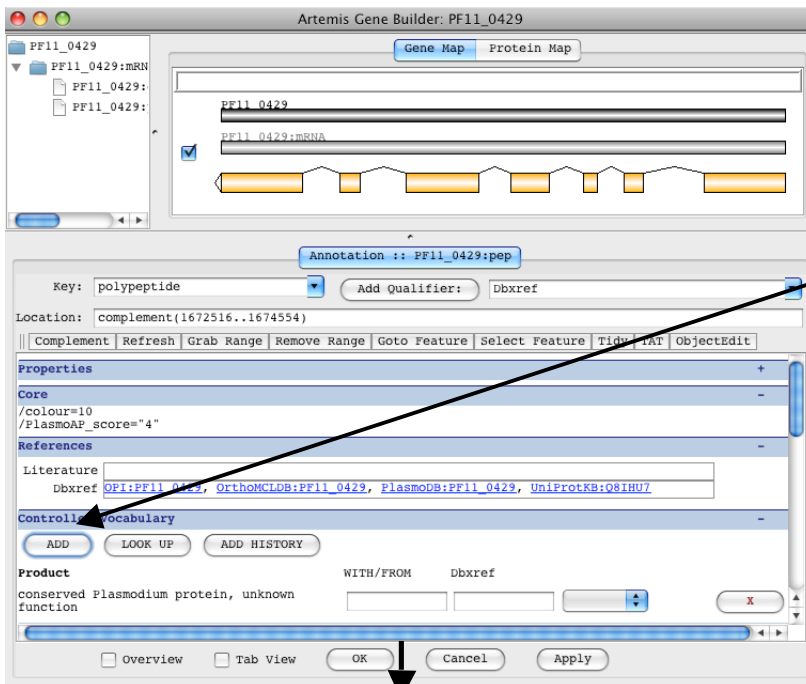 Artemis Gene Builder: PF11_0429
PF11_0429
PF11_0429:mRN
PF11_0429:
PF11_0429:
Gene Map Protein Map
PF11 0429
PF11 0429:mRNA
Annotation :: PF11_0429:pep
Key: polypeptide Add Qualifier: Dbxref
Location: complement(1672516..1674554)
Complement Refresh Grab Range Remove Range Goto Feature Select Feature Tidy TAT ObjectEdit
Properties +
Core -
/colour=10
/PlasmoAP_score="4"
References -
Literature
Dbxref OPI:PF11_0429, OrthoMCLDB:PF11_0429, PlasmoDB:PF11_0429, UniProtKB:Q8IHU7
Controlled Vocabulary -
ADD LOOK UP ADD HISTORY
Product WITH/FROM Dbxref
conserved Plasmodium protein, unknown
function X
Overview Tab View OK Cancel Apply